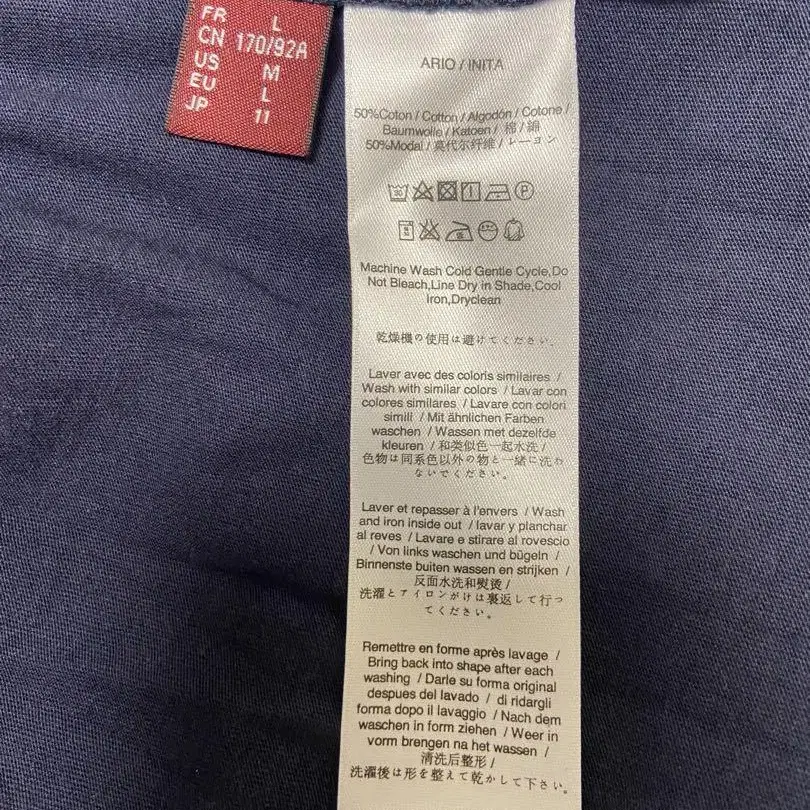 FR L
CN 170/92A
US M
EU L
JP 11
ARIO / INITA
50%Coton / Cotton / Algodón / Cotone /
Baumwolle / Katoen / 棉 / 綿
50%Modal / 莫代尔纤维 / レーヨン
Machine Wash Cold Gentle Cycle,Do
Not Bleach,Line Dry in Shade,Cool
Iron,Dryclean
乾燥機の使用は避けてください.
Laver avec des coloris similaires /
Wash with similar colors / Lavar con
colores similares / Lavare con colori
simili / Mit ähnlichen Farben
waschen / Wassen met dezelfde
kleuren / 和类似色一起水洗 /
色物は同系色以外の物と一緒に洗わ
ないでください。
Laver et repasser à l'envers / Wash
and iron inside out / lavar y planchar
al reves / Lavare e stirare al rovescio
/ Von links waschen und bügeln /
Binnenste buiten wassen en strijken /
反面水洗和熨烫 /
洗濯とアイロンがけは裏返して行っ
てください。
Remettre en forme après lavage /
Bring back into shape after each
washing / Darle su forma original
despues del lavado / di ridargli
forma dopo il lavaggio / Nach dem
waschen in form ziehen / Weer in
vorm brengen na het wassen /
清洗后整形 /
洗濯後は形を整えて乾かして下さい。